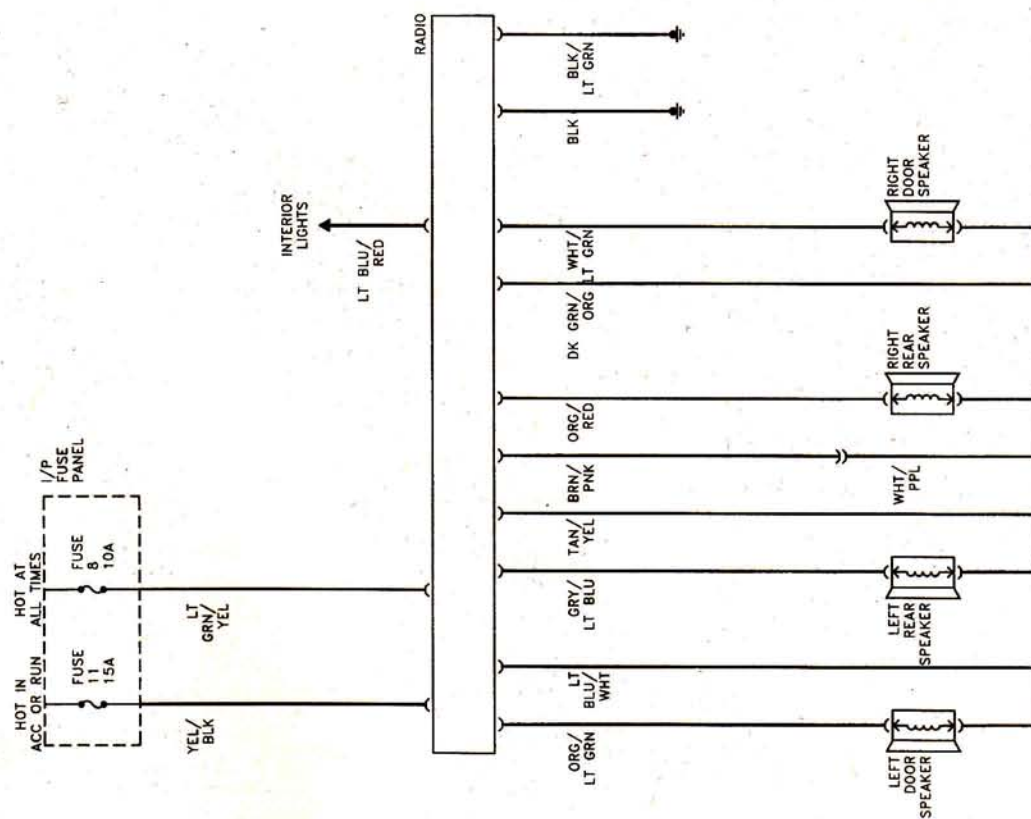 HOT IN
ACC OR RUN
HOT AT
ALL TIMES
I/P
FUSE
PANEL
FUSE
11
15A
FUSE
8
10A
YEL/
BLK
LT
GRN/
YEL
INTERIOR
LIGHTS
LT BLU/
RED
RADIO
ORG/
LT GRN
LT
BLU/
WHT
GRY/
LT BLU
TAN/
YEL
BRN/
PNK
ORG/
RED
DK GRN/
ORG
WHT/
LT GRN
BLK
BLK/
LT GRN
LEFT
DOOR
SPEAKER
LEFT
REAR
SPEAKER
WHT/
PPL
RIGHT
REAR
SPEAKER
RIGHT
DOOR
SPEAKER